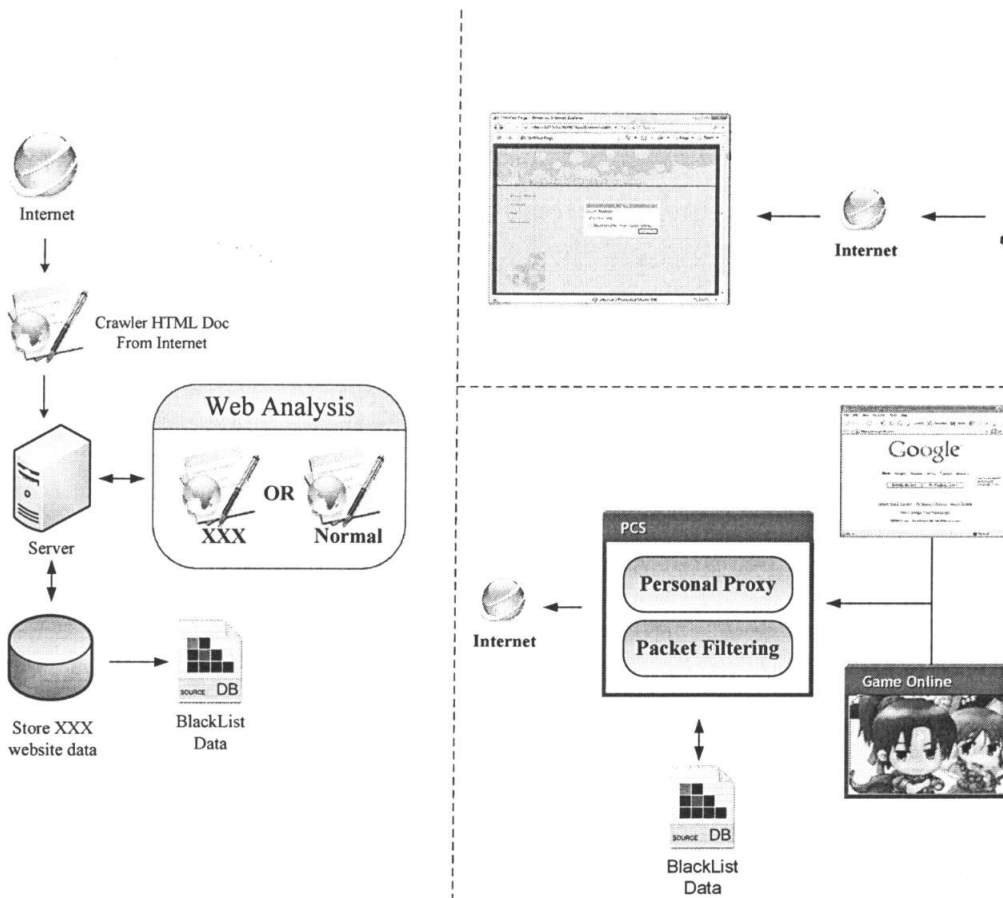 Internet
Crawler HTML Doc
From Internet
Web Analysis
XXX
OR
Normal
Server
Store XXX
website data
SOURCE DB
BlackList
Data
Internet
Google
PCS
Personal Proxy
Packet Filtering
Internet
Game Online
SOURCE DB
BlackList
Data